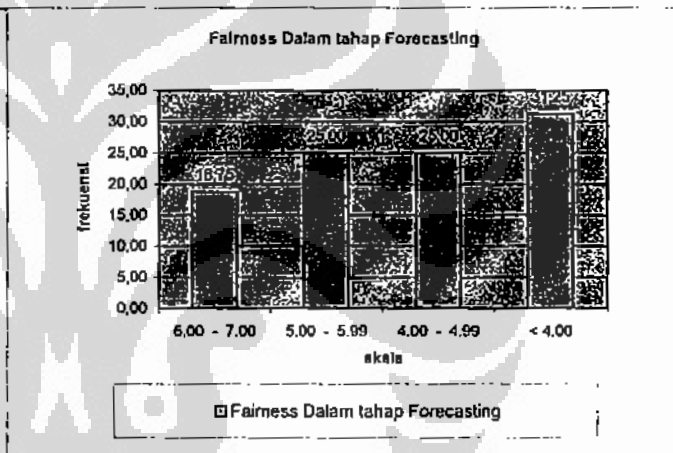 Fairness Dalam tahap Forecasting
35,00
30,00
25,00
20,00
15,00
10,00
5,00
0,00
frekuensi
18.75
25.00
25.00
6,00 - 7.00
5.00 - 5.99
4.00 - 4.99
< 4.00
skala
Fairness Dalam tahap Forecasting